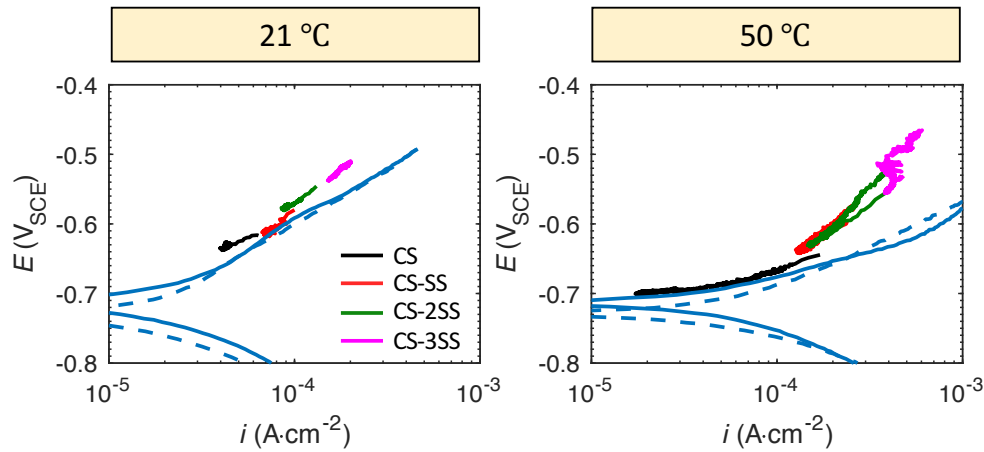 21 °C
50 °C
-0.4
-0.5
-0.6
-0.7
-0.8
E (V_SCE)
CS
CS-SS
CS-2SS
CS-3SS
10^-5
10^-4
10^-3
i (A·cm^-2)
-0.4
-0.5
-0.6
-0.7
-0.8
E (V_SCE)
10^-5
10^-4
10^-3
i (A·cm^-2)